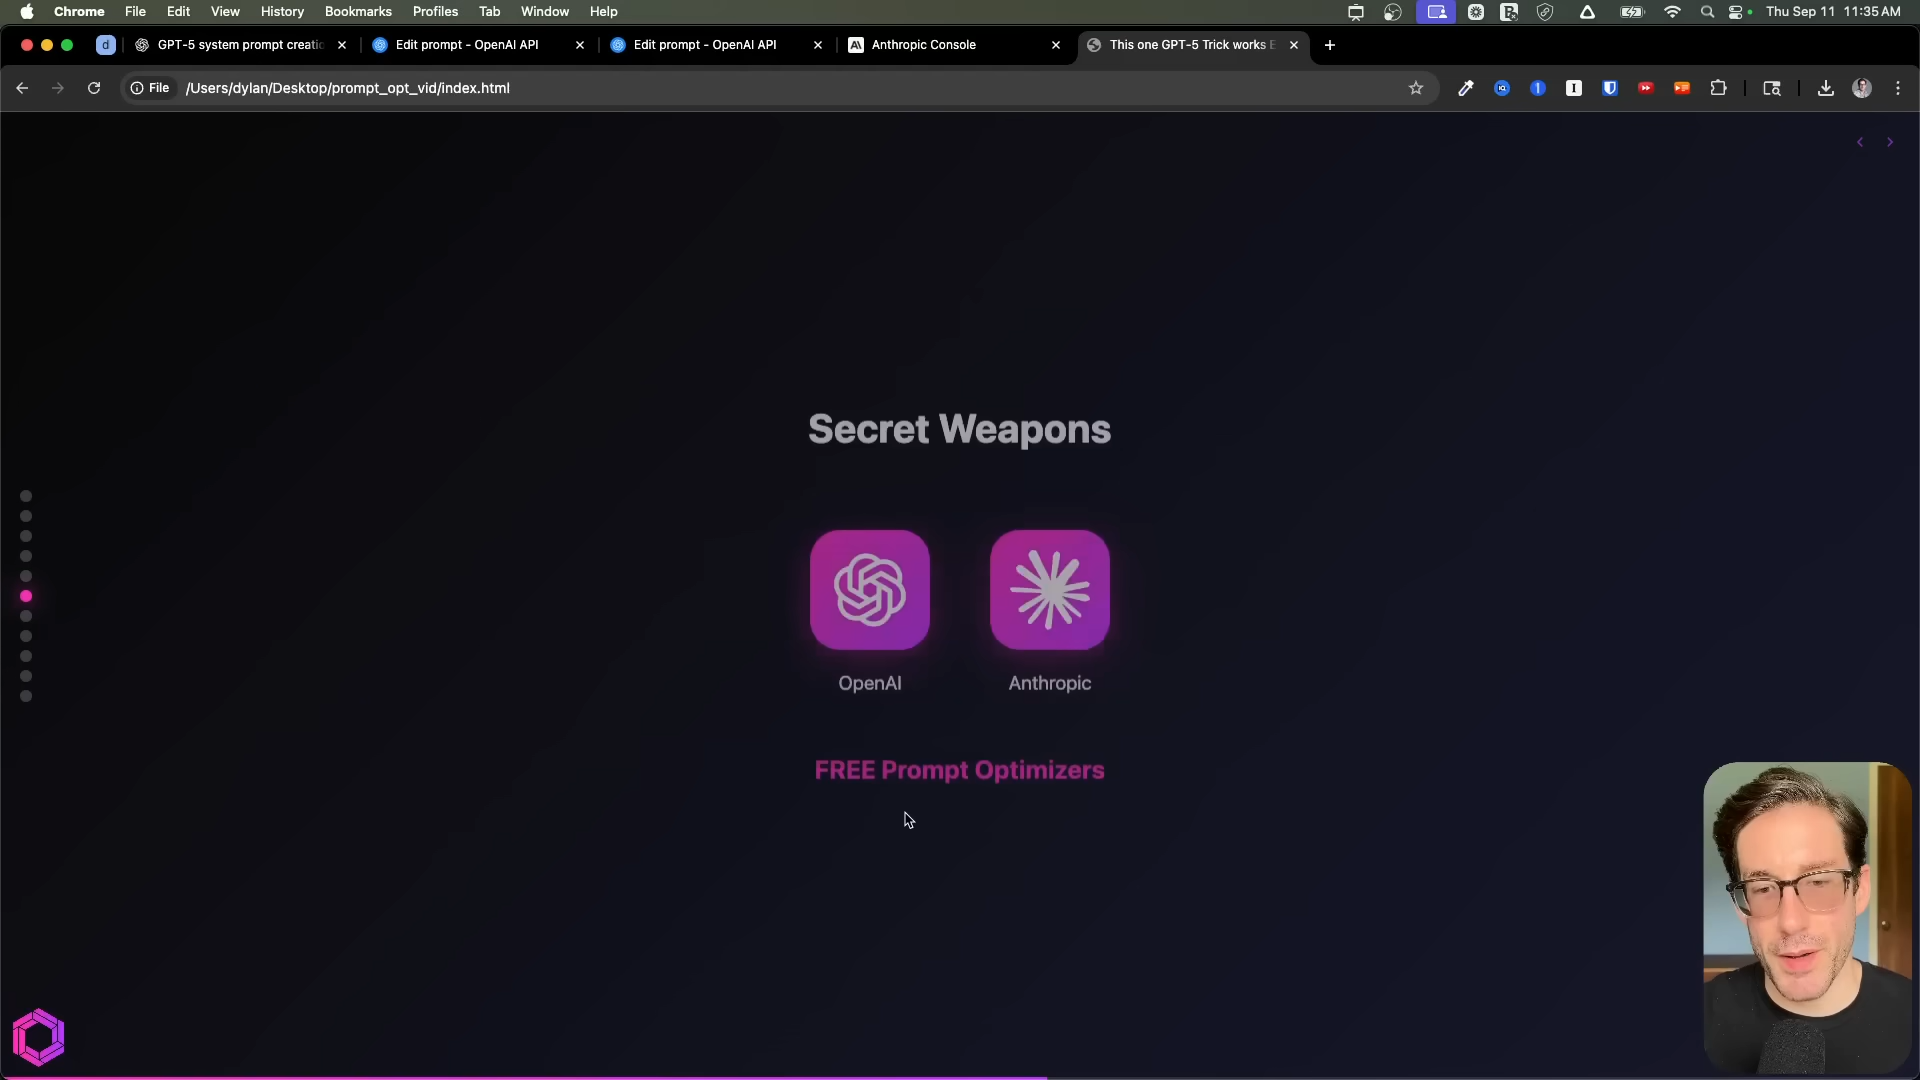 Chrome File Edit View History Bookmarks Profiles Tab Window Help Thu Sep 11 11:35 AM
d GPT-5 system prompt creatio Edit prompt - OpenAI API Edit prompt - OpenAI API Anthropic Console This one GPT-5 Trick works E
File /Users/dylan/Desktop/prompt_opt_vid/index.html
Secret Weapons
OpenAI Anthropic
FREE Prompt Optimizers